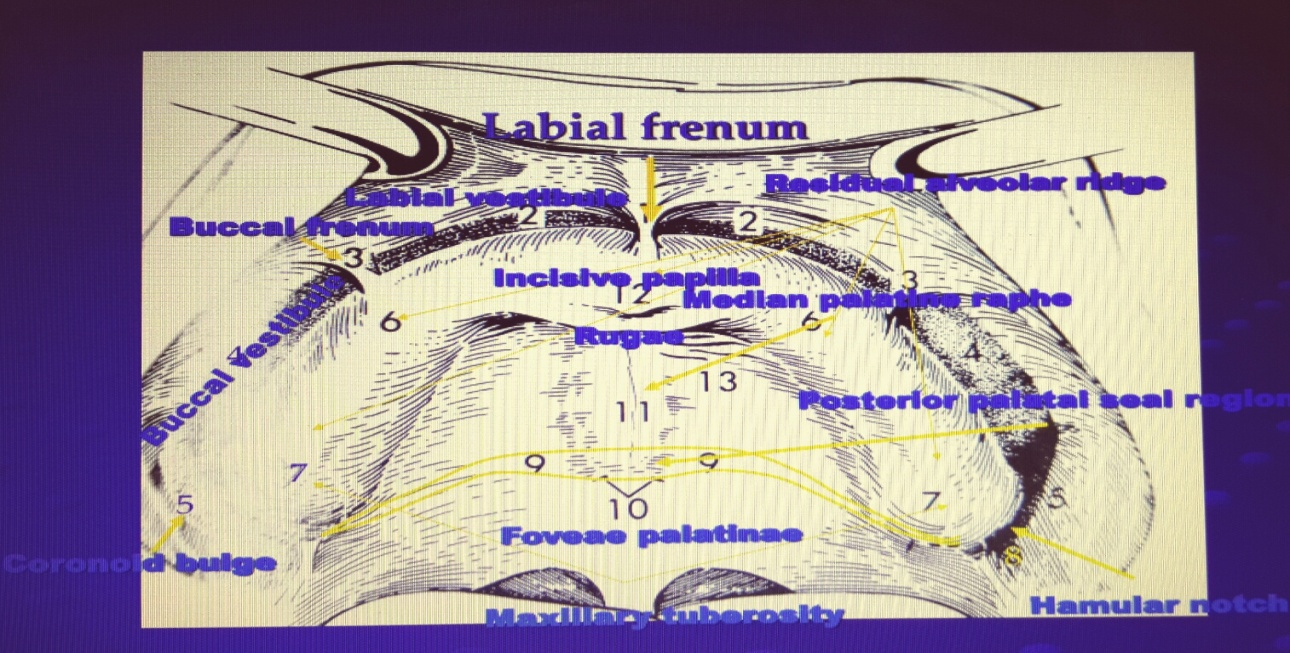 Labial frenum
Residual alveolar ridge
Labial vestibule
2
2
Buccal frenum
3
3
Incisive papilla
12
Median palatine raphe
6
6
Rugae
Buccal vestibule
4
13
11
Posterior palatal seal region
9
9
7
7
5
5
10
Foveae palatinae
8
Coronoid bulge
Hamular notch
Maxillary tuberosity